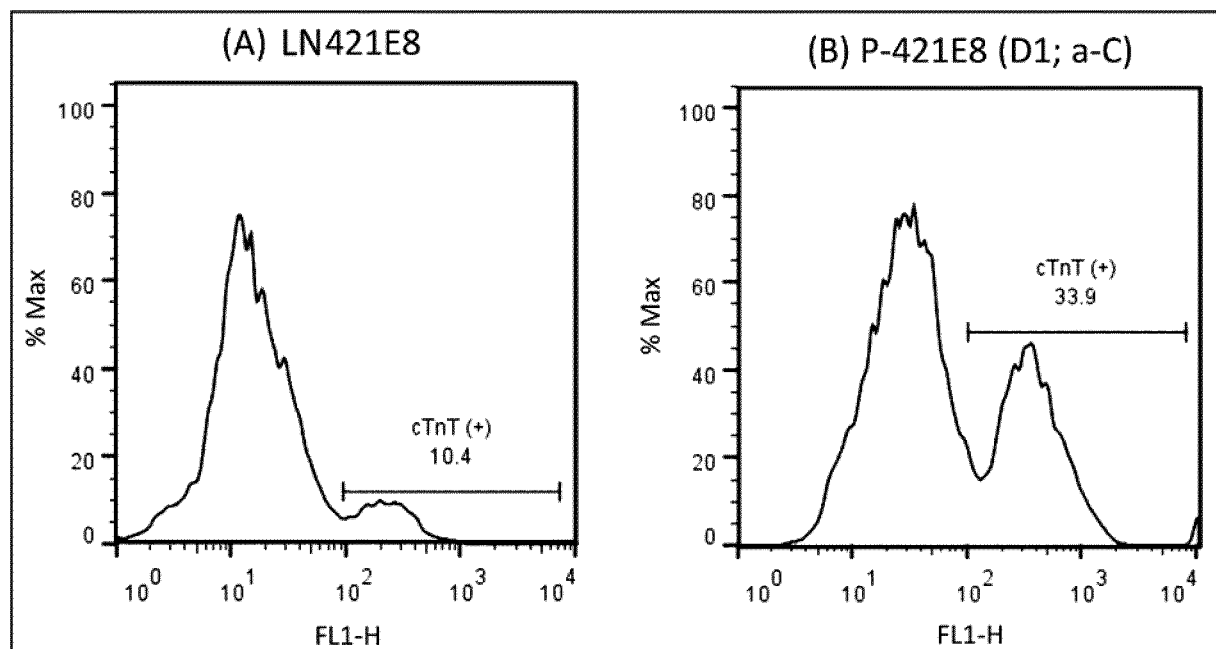 (A) LN421E8
100
80
60
40
20
0
% Max
cTnT (+)
10.4
10^0 10^1 10^2 10^3 10^4
FL1-H
(B) P-421E8 (D1; a-C)
100
80
60
40
20
0
% Max
cTnT (+)
33.9
10^0 10^1 10^2 10^3 10^4
FL1-H